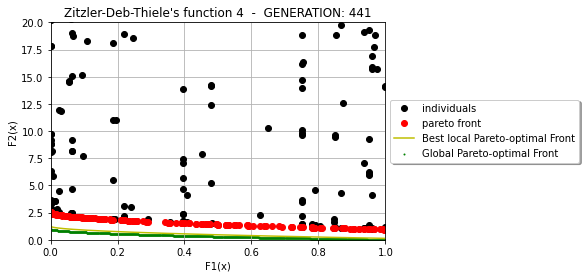 Zitzler-Deb-Thiele's function 4 - GENERATION: 441
20.0
17.5
15.0
12.5
10.0
7.5
5.0
2.5
0.0
F2(x)
0.0 0.2 0.4 0.6 0.8 1.0
F1(x)
individuals
pareto front
Best local Pareto-optimal Front
Global Pareto-optimal Front